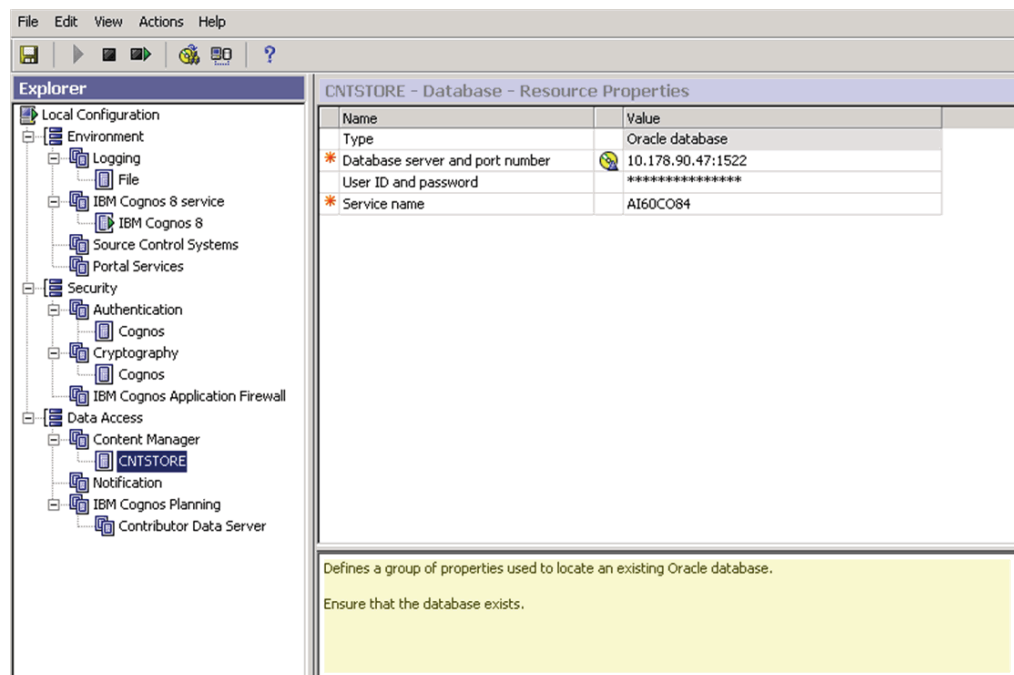 File Edit View Actions Help
?
Explorer
CNTSTORE - Database - Resource Properties
Local Configuration
Name Value
Environment
Type Oracle database
Logging
* Database server and port number 10.178.90.47:1522
File
User ID and password ***************
IBM Cognos 8 service
* Service name AI60CO84
IBM Cognos 8
Source Control Systems
Portal Services
Security
Authentication
Cognos
Cryptography
Cognos
IBM Cognos Application Firewall
Data Access
Content Manager
CNTSTORE
Notification
IBM Cognos Planning
Contributor Data Server
Defines a group of properties used to locate an existing Oracle database.
Ensure that the database exists.